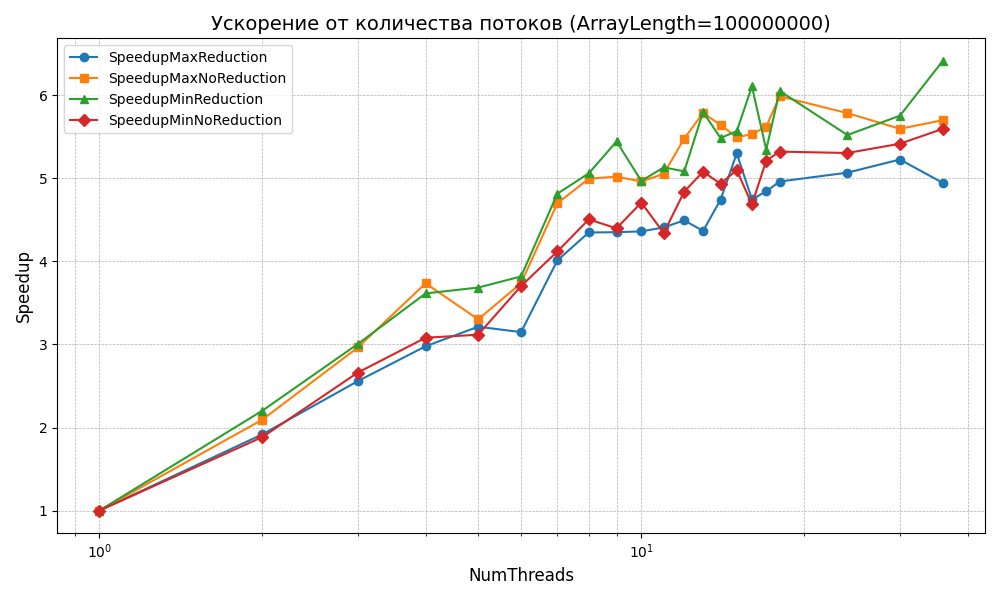 Ускорение от количества потоков (ArrayLength=100000000)
SpeedupMaxReduction
SpeedupMaxNoReduction
SpeedupMinReduction
SpeedupMinNoReduction
Speedup
6
5
4
3
2
1
10⁰
10¹
NumThreads